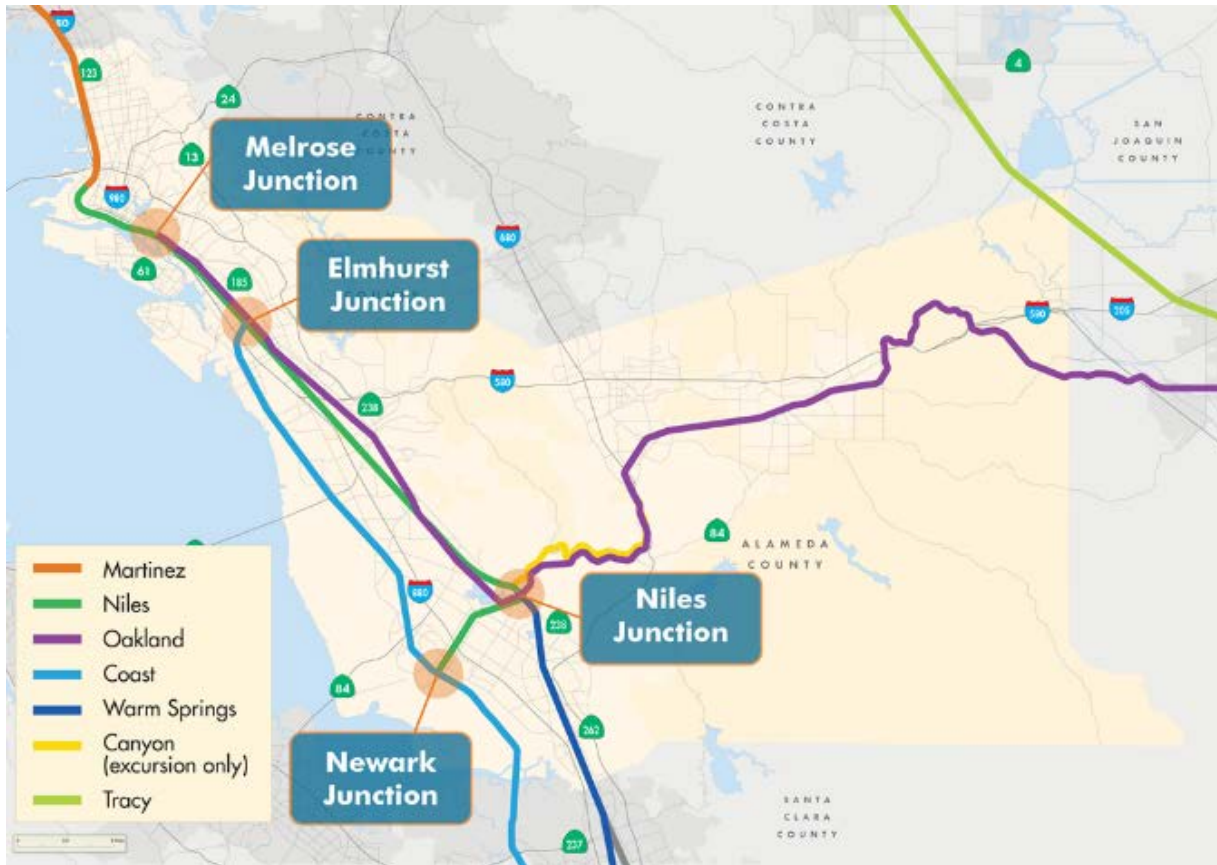 80
123
24
CONTRA
COSTA
COUNTY
Melrose
Junction
13
980
61
Elmhurst
Junction
185
COUNTY
680
CONTRA
COSTA
COUNTY
4
SAN
JOAQUIN
COUNTY
580
205
580
238
84
ALAMEDA
COUNTY
Niles
Junction
238
880
84
262
Newark
Junction
SANTA
CLARA
COUNTY
237
Martinez
Niles
Oakland
Coast
Warm Springs
Canyon
(excursion only)
Tracy